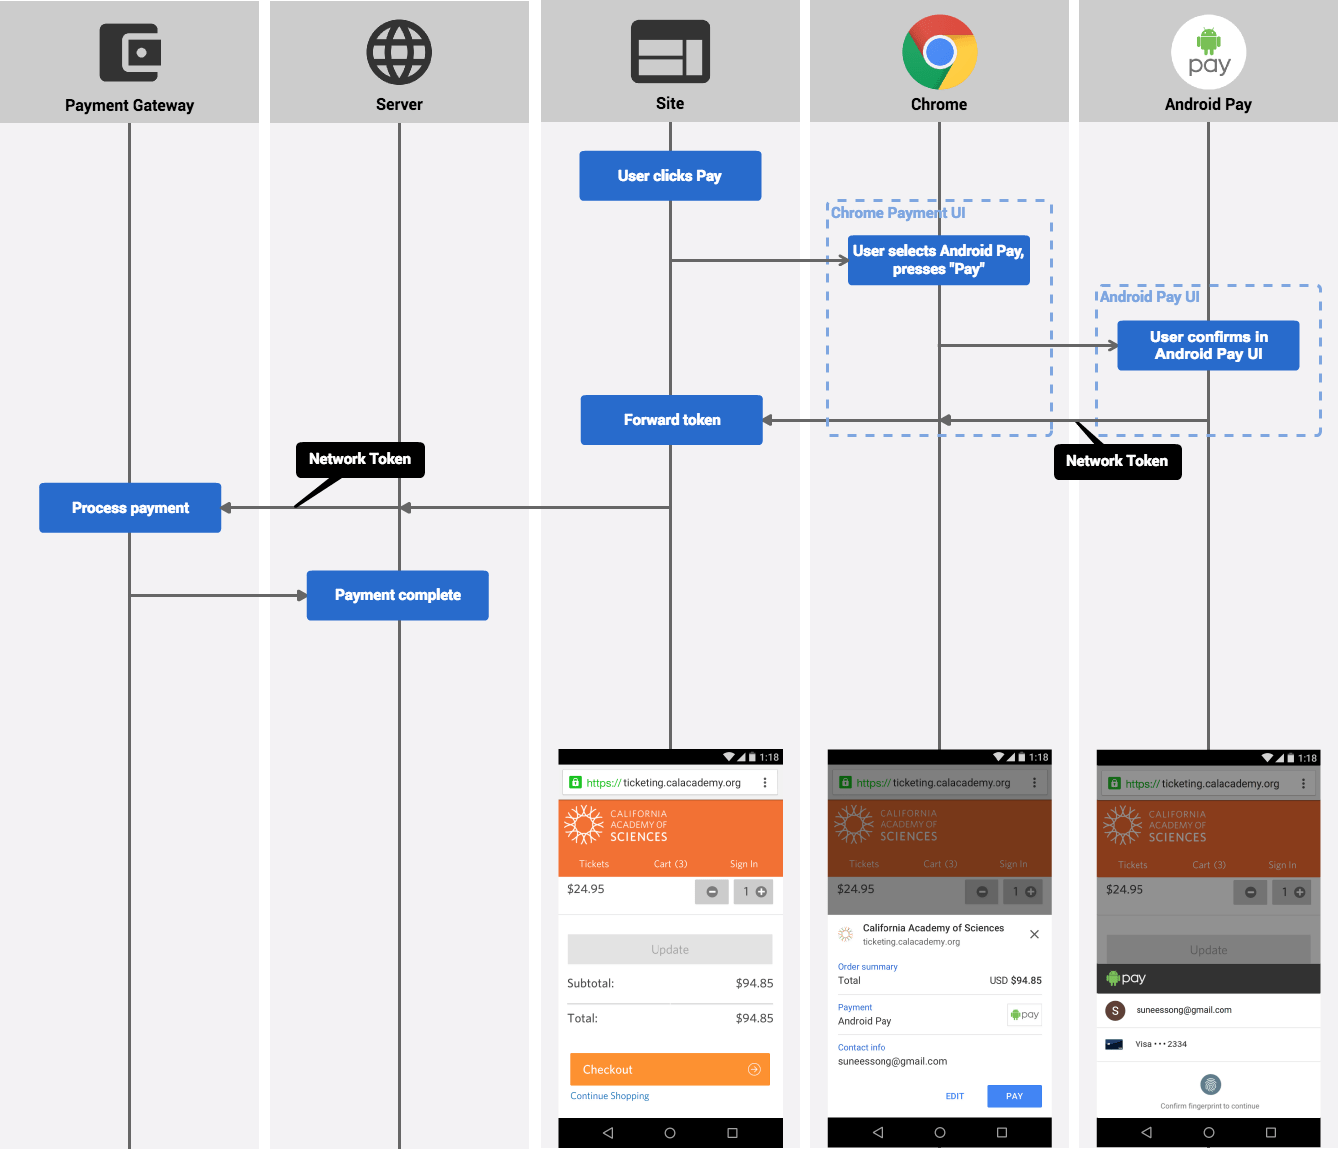 Payment Gateway
Server
Site
Chrome
pay
Android Pay
User clicks Pay
Chrome Payment UI
User selects Android Pay,
presses "Pay"
Android Pay UI
User confirms in
Android Pay UI
Forward token
Network Token
Network Token
Process payment
Payment complete
1:18
https://ticketing.calacademy.org
CALIFORNIA
ACADEMY OF
SCIENCES
Tickets
Cart (3)
Sign In
$24.95
1
Update
Subtotal:
$94.85
Total:
$94.85
Checkout
Continue Shopping
1:18
https://ticketing.calacademy.org
CALIFORNIA
ACADEMY OF
SCIENCES
Tickets
Cart (3)
Sign In
$24.95
1
California Academy of Sciences
ticketing.calacademy.org
Order summary
Total
USD $94.85
Payment
Android Pay
pay
Contact info
suneessong@gmail.com
EDIT
PAY
1:18
https://ticketing.calacademy.org
CALIFORNIA
ACADEMY OF
SCIENCES
Tickets
Cart (3)
Sign In
$24.95
1
Update
pay
S
suneessong@gmail.com
Visa •••2334
Confirm fingerprint to continue